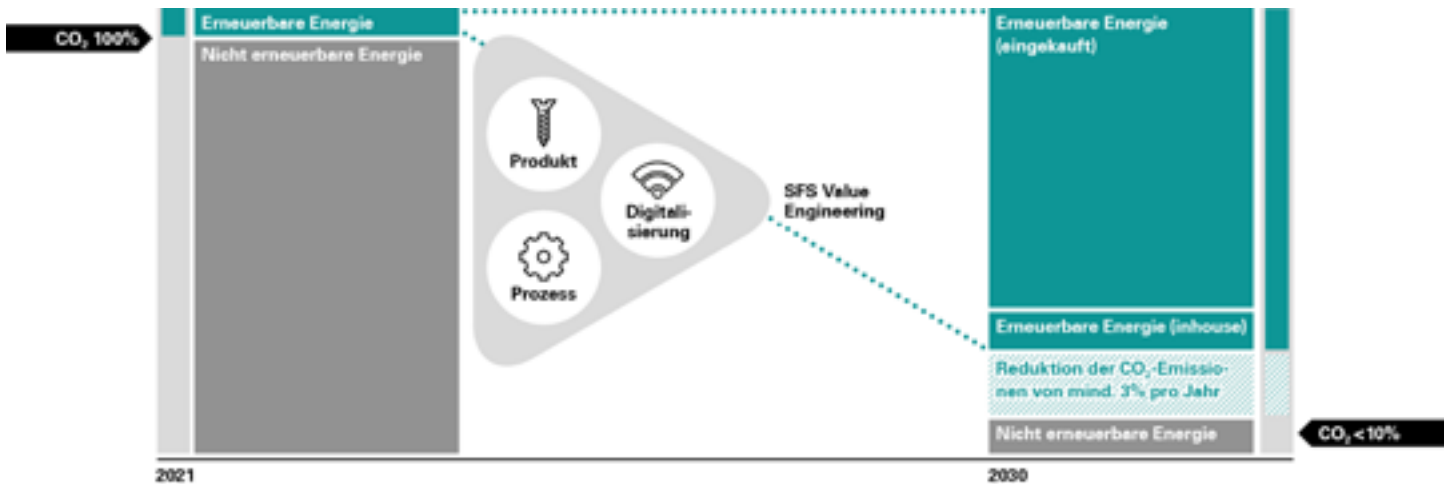 CO₂ 100%
Erneuerbare Energie
Nicht erneuerbare Energie
Produkt
Digitali-
sierung
Prozess
SFS Value
Engineering
Erneuerbare Energie
(eingekauft)
Erneuerbare Energie (inhouse)
Reduktion der CO₂-Emissio-
nen von mind. 3% pro Jahr
Nicht erneuerbare Energie
CO₂ <10%
2021
2030